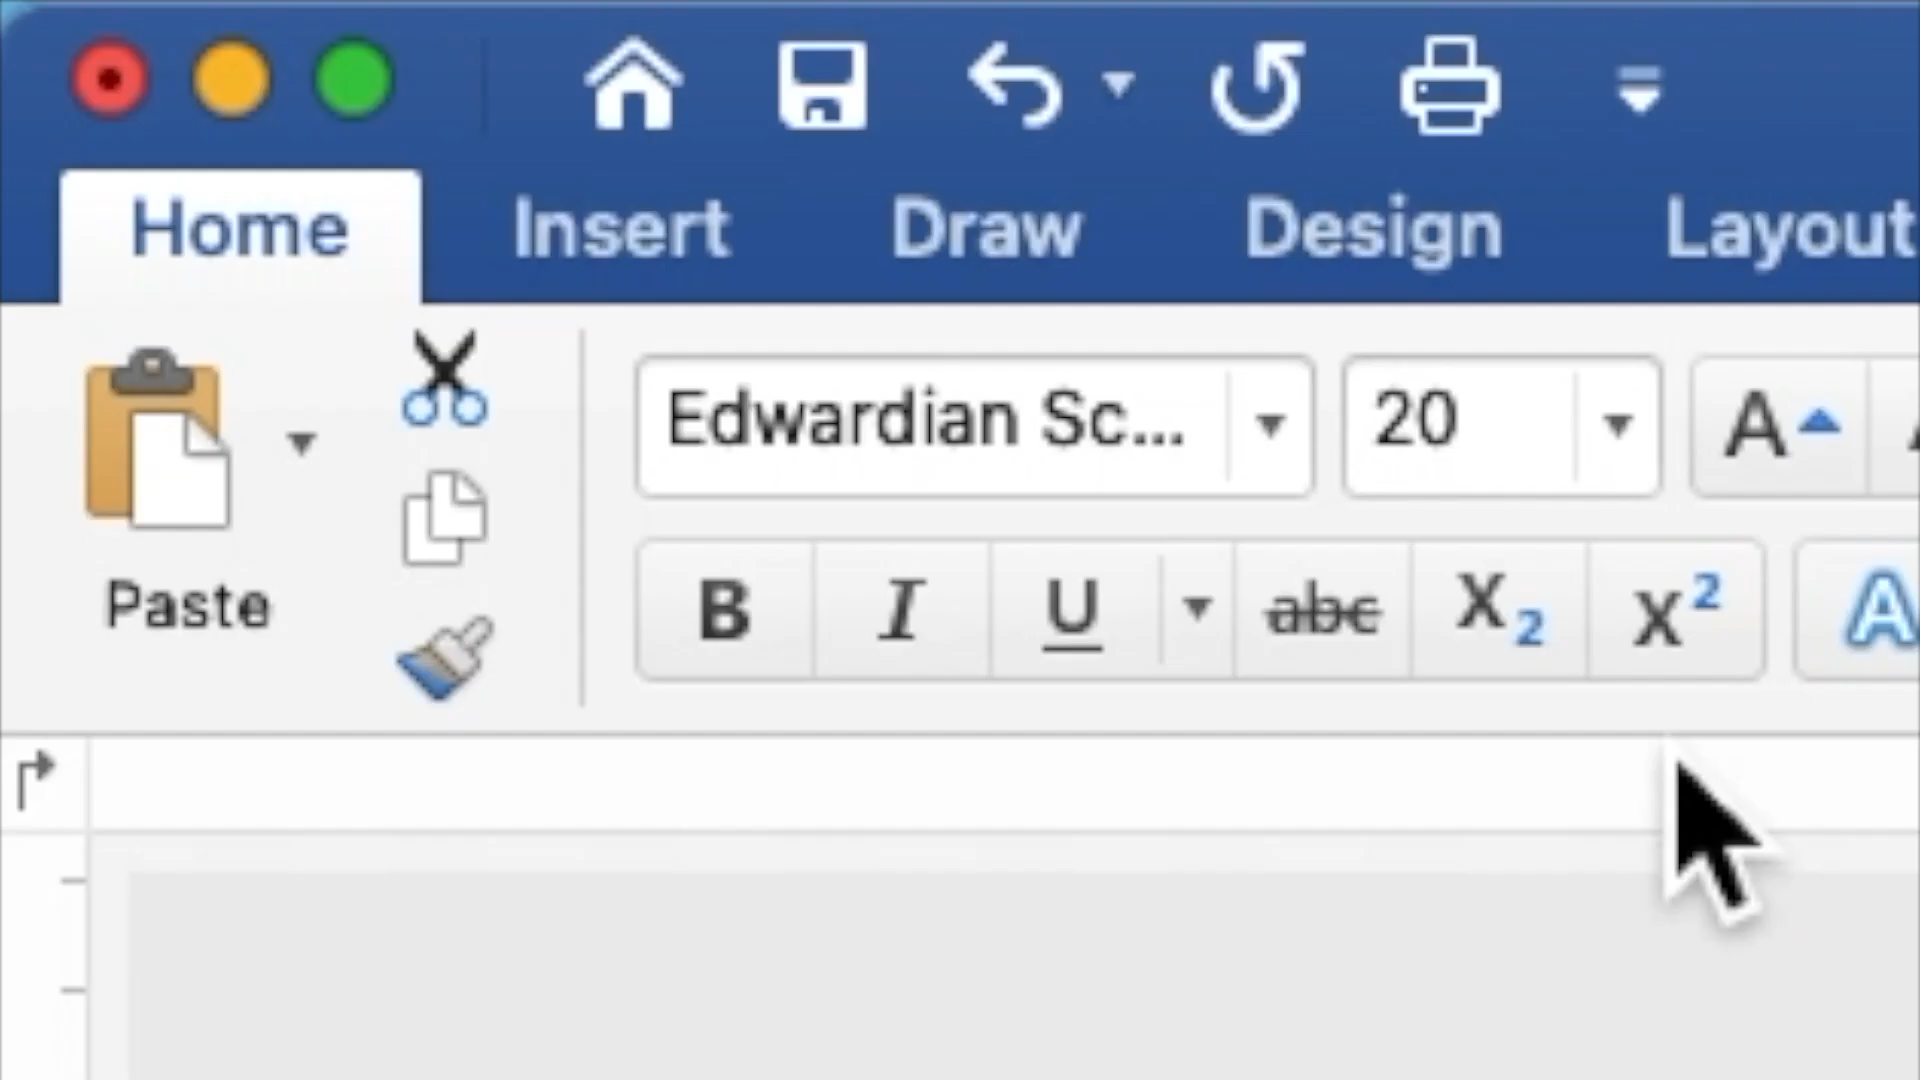 Home Insert Draw Design Layout
Edwardian Sc... 20 A
Paste
B I U abc X2 X2 A